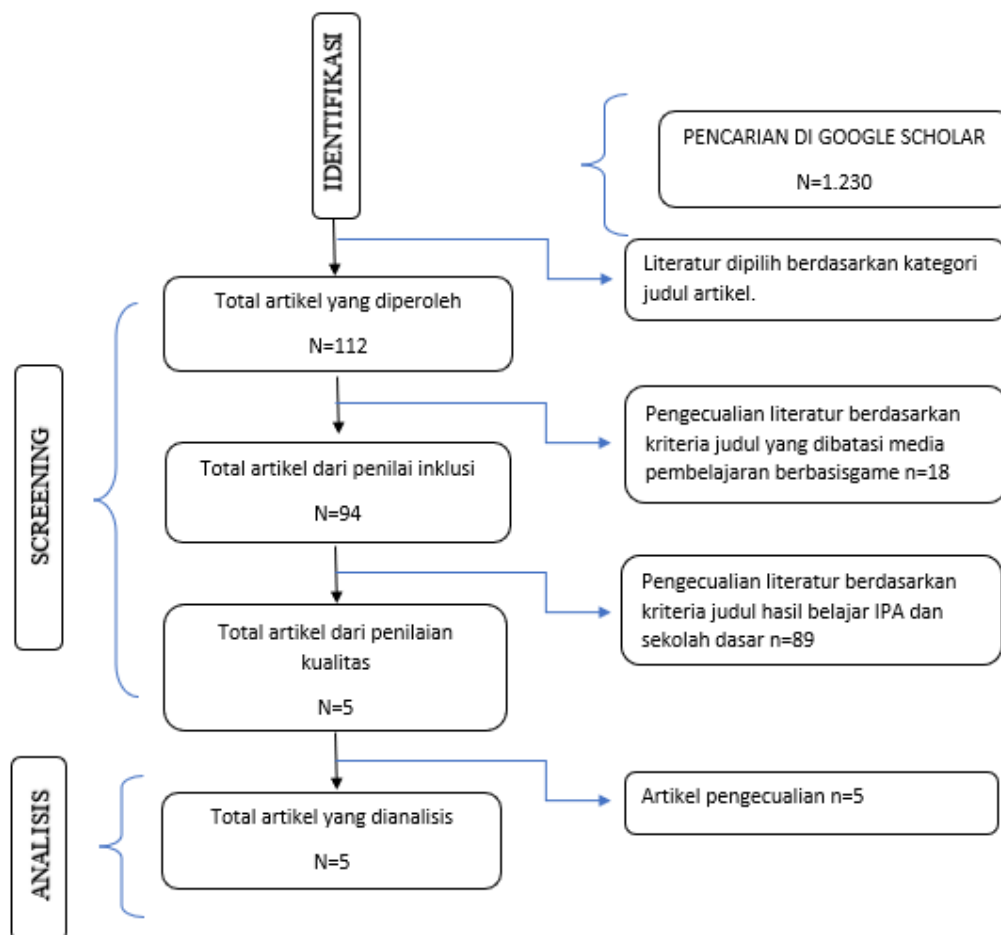 IDENTIFIKASI
PENCARIAN DI GOOGLE SCHOLAR
N=1.230
Literatur dipilih berdasarkan kategori
judul artikel.
SCREENING
Total artikel yang diperoleh
N=112
Pengecualian literatur berdasarkan
kriteria judul yang dibatasi media
pembelajaran berbasisgame n=18
Total artikel dari penilai inklusi
N=94
Pengecualian literatur berdasarkan
kriteria judul hasil belajar IPA dan
sekolah dasar n=89
Total artikel dari penilaian
kualitas
N=5
ANALISIS
Artikel pengecualian n=5
Total artikel yang dianalisis
N=5